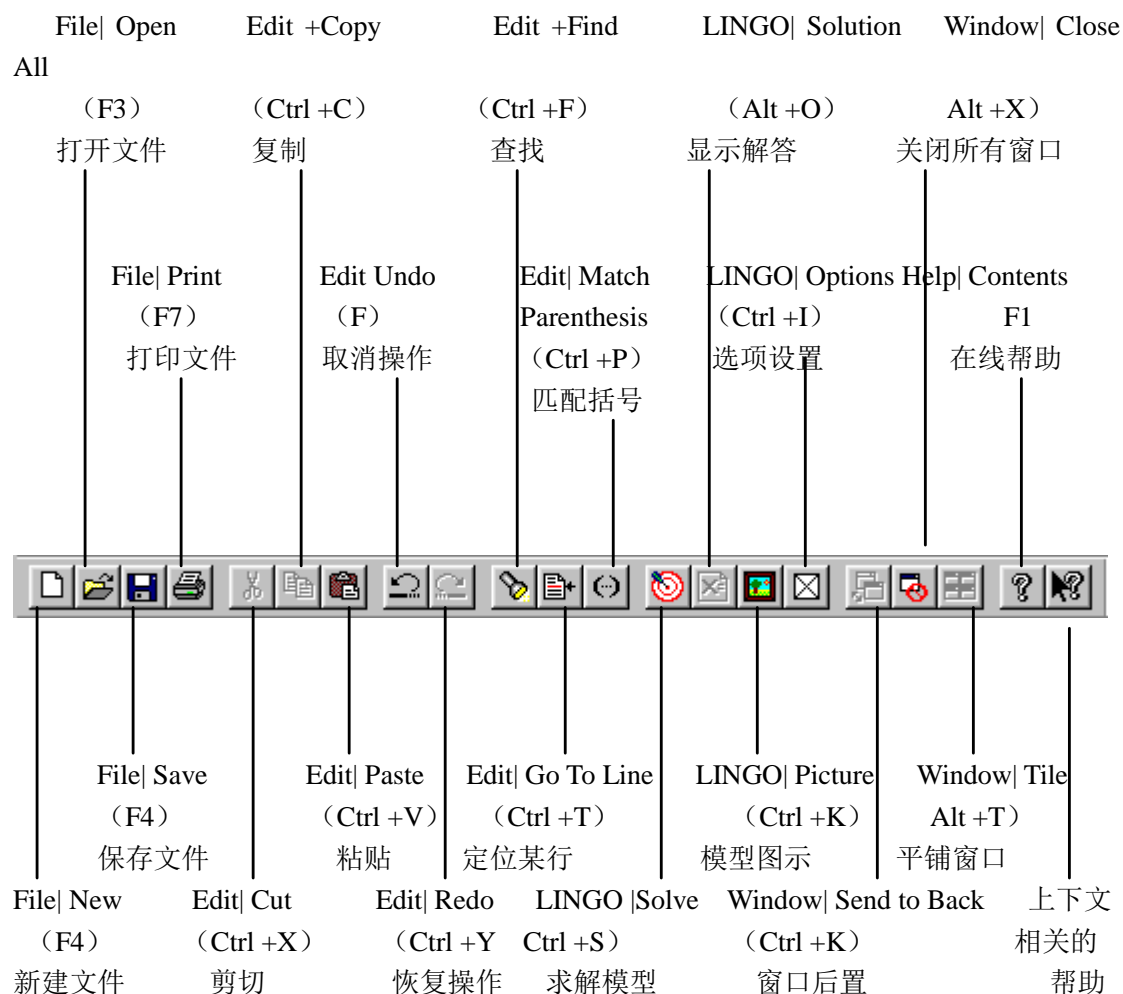 File| Open Edit +Copy Edit +Find LINGO| Solution Window| Close
All
（F3） （Ctrl +C） （Ctrl +F） （Alt +O） Alt +X）
打开文件 复制 查找 显示解答 关闭所有窗口
File| Print Edit Undo Edit| Match LINGO| Options Help| Contents
（F7） （F） Parenthesis （Ctrl +I） F1
打印文件 取消操作 （Ctrl +P） 选项设置 在线帮助
匹配括号
File| Save Edit| Paste Edit| Go To Line LINGO| Picture Window| Tile
（F4） （Ctrl +V） （Ctrl +T） （Ctrl +K） Alt +T）
保存文件 粘贴 定位某行 模型图示 平铺窗口
File| New Edit| Cut Edit| Redo LINGO |Solve Window| Send to Back 上下文
（F4） （Ctrl +X） （Ctrl +Y Ctrl +S） （Ctrl +K） 相关的
新建文件 剪切 恢复操作 求解模型 窗口后置 帮助